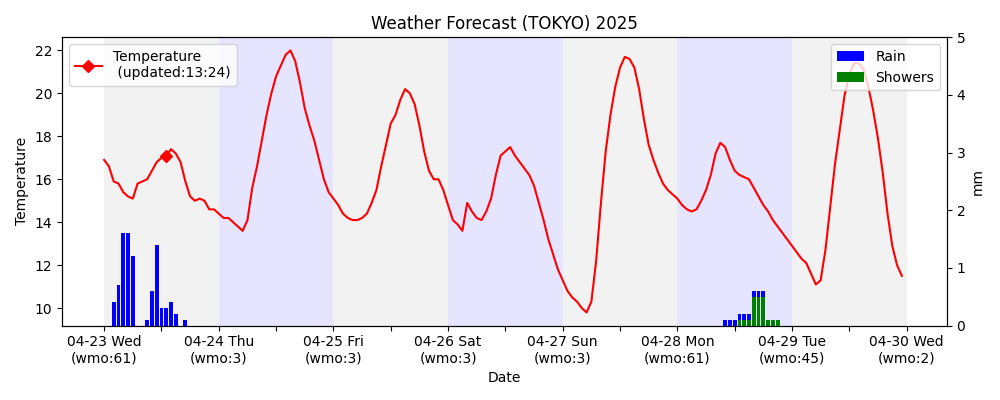 Weather Forecast (TOKYO) 2025
Temperature
(updated:13:24)
Rain
Showers
22
20
18
16
14
12
10
Temperature
5
4
3
2
1
0
mm
04-23 Wed
(wmo:61)
04-24 Thu
(wmo:3)
04-25 Fri
(wmo:3)
04-26 Sat
(wmo:3)
04-27 Sun
(wmo:3)
04-28 Mon
(wmo:61)
04-29 Tue
(wmo:45)
04-30 Wed
(wmo:2)
Date